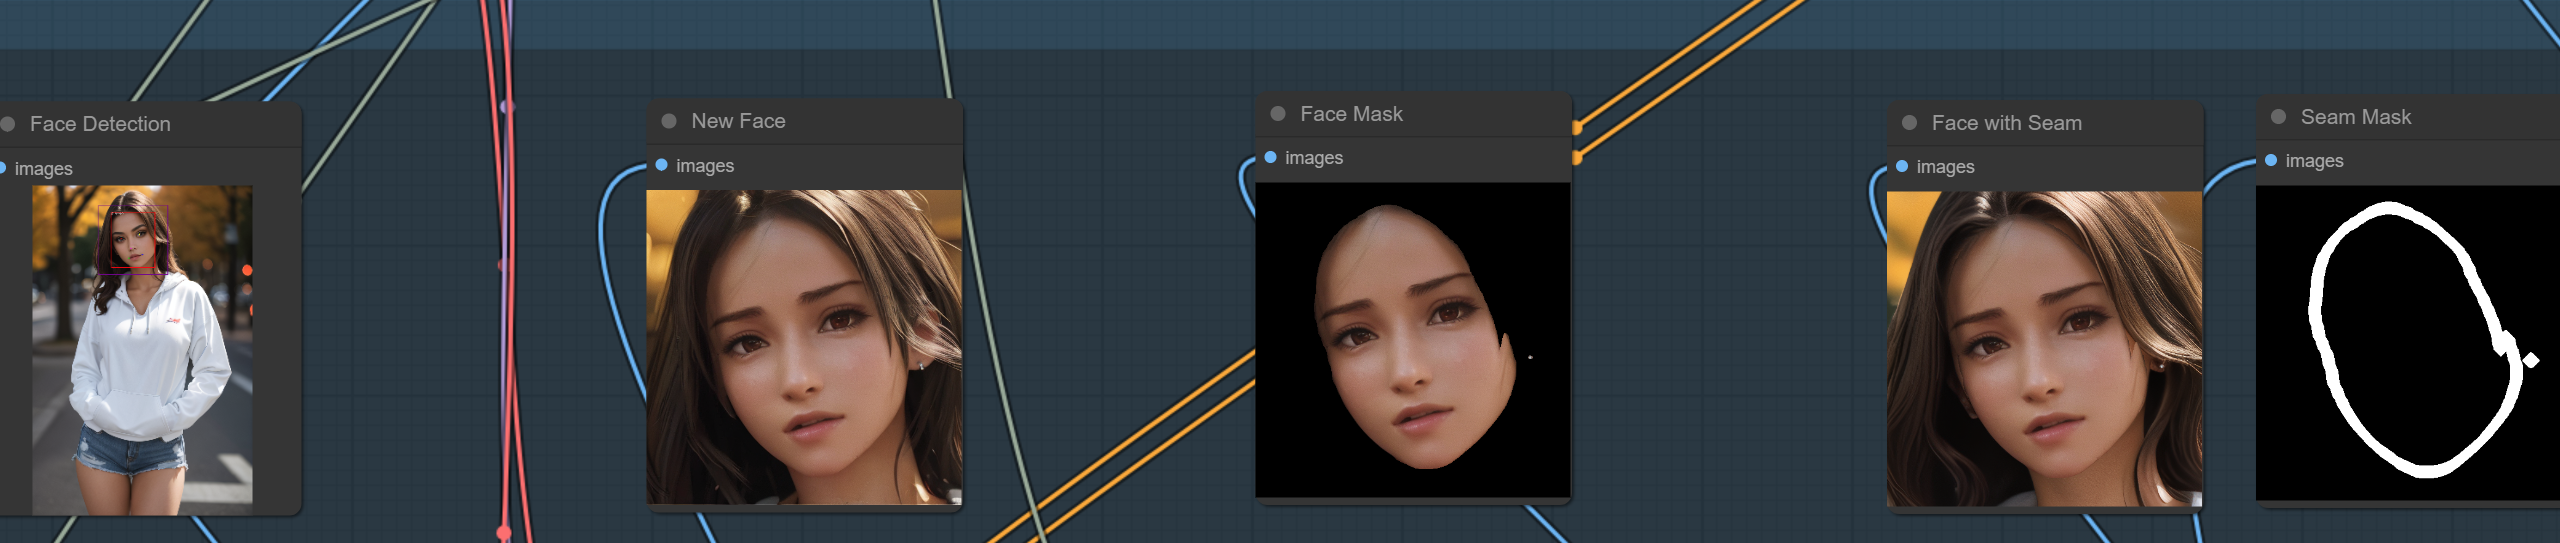 Face Detection
images
New Face
images
Face Mask
images
Face with Seam
images
Seam Mask
images